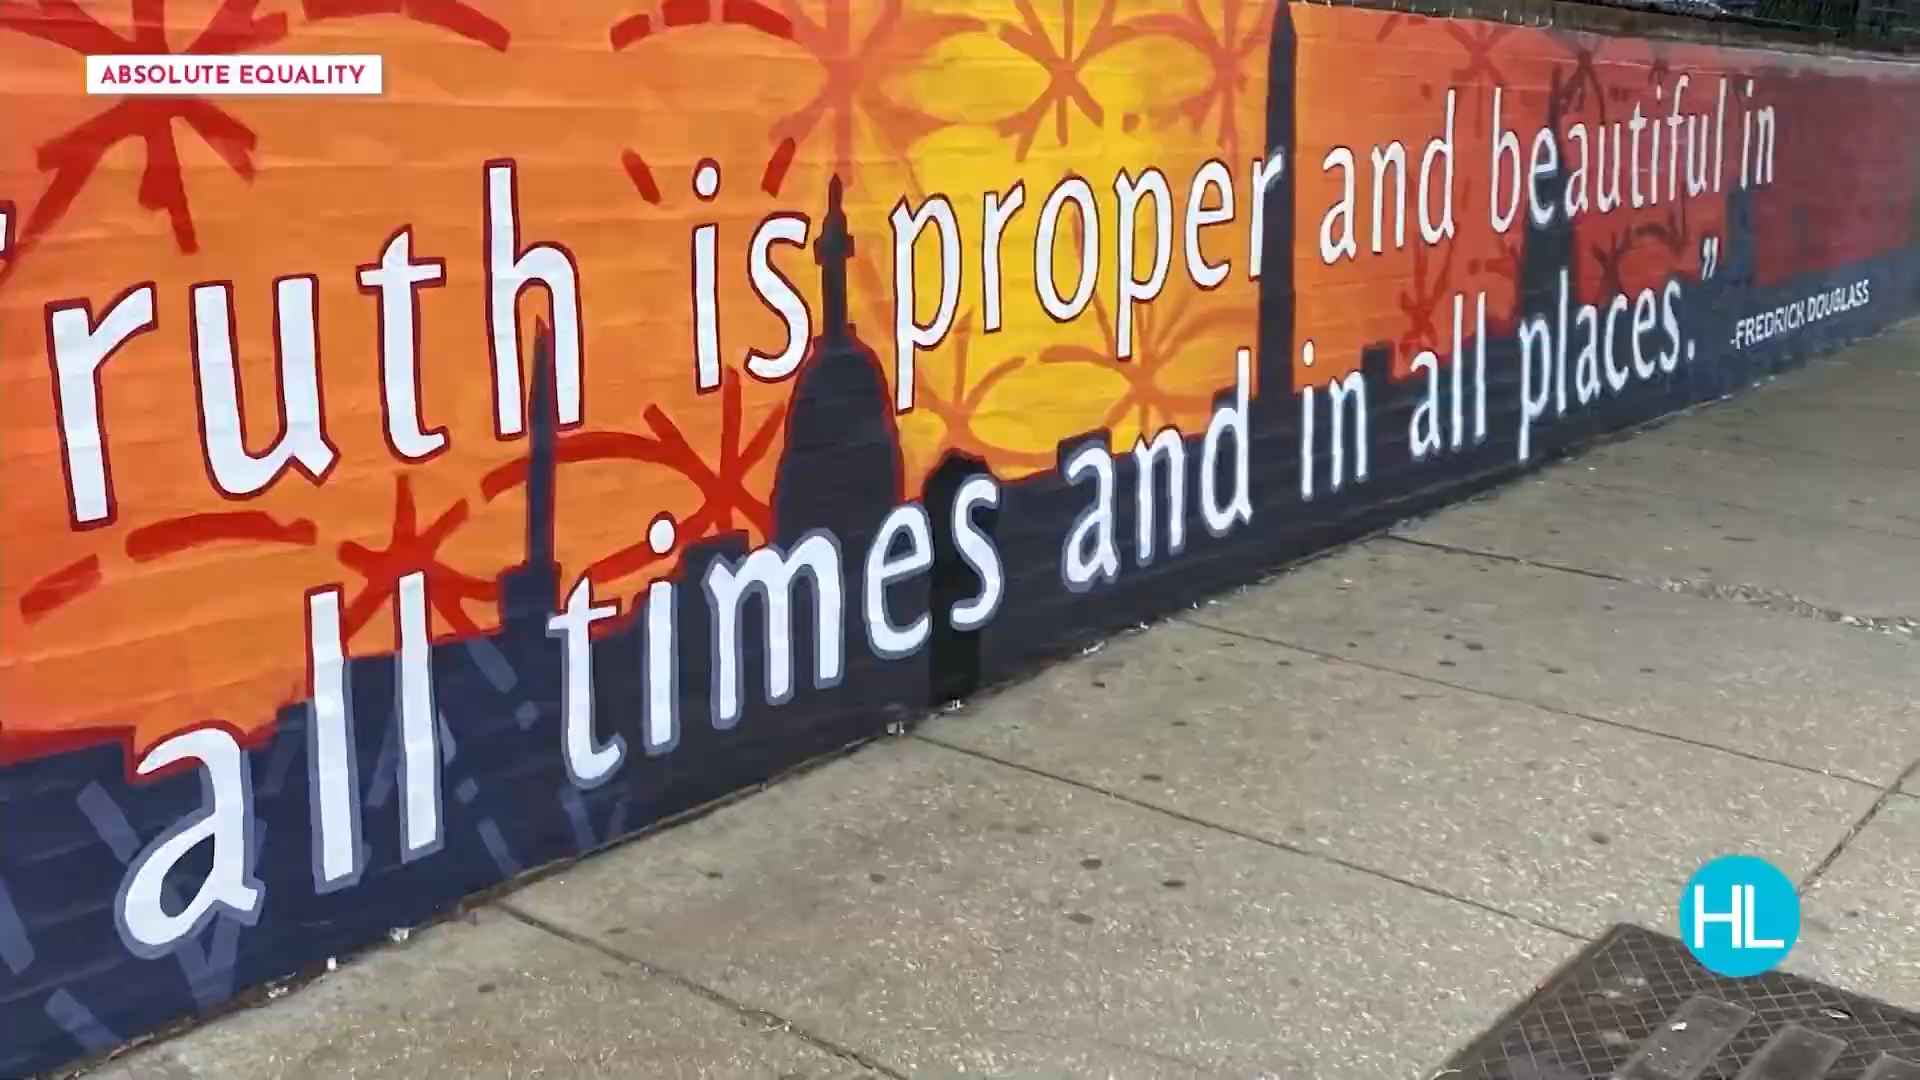 ABSOLUTE EQUALITY
ruth is proper and beautiful in
all times and in all places.”
-FREDRICK DOUGLASS
HL